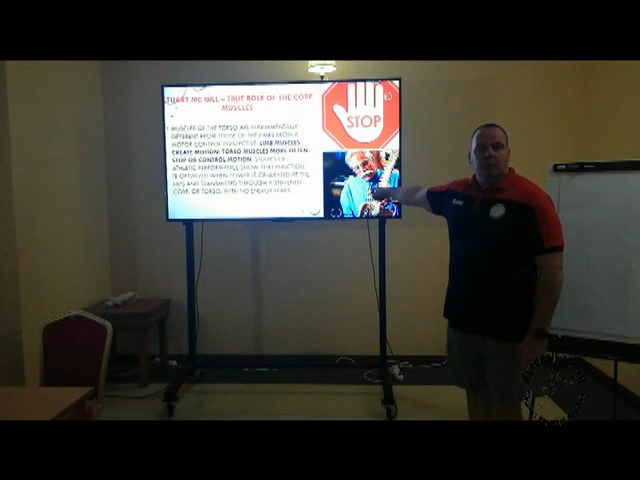 STUART MC GILL – TRUE ROLE OF THE CORE
MUSCLES
MUSCLES OF THE TORSO ARE FUNDAMENTALLY
DIFFERENT FROM THOSE OF THE LIMBS FROM A
MOTOR CONTROL PERSPECTIVE. LIMB MUSCLES
CREATE MOTION; TORSO MUSCLES MORE OFTEN
STOP OR CONTROL MOTION. STUDIES OF
ATHLETIC PERFORMANCE SHOW THAT FUNCTION
IS OPTIMIZED WHEN POWER IS GENERATED AT THE
HIPS AND TRANSMITTED THROUGH A STIFFENED
CORE, OR TORSO, WITH NO ENERGY LEAKS.
STOP